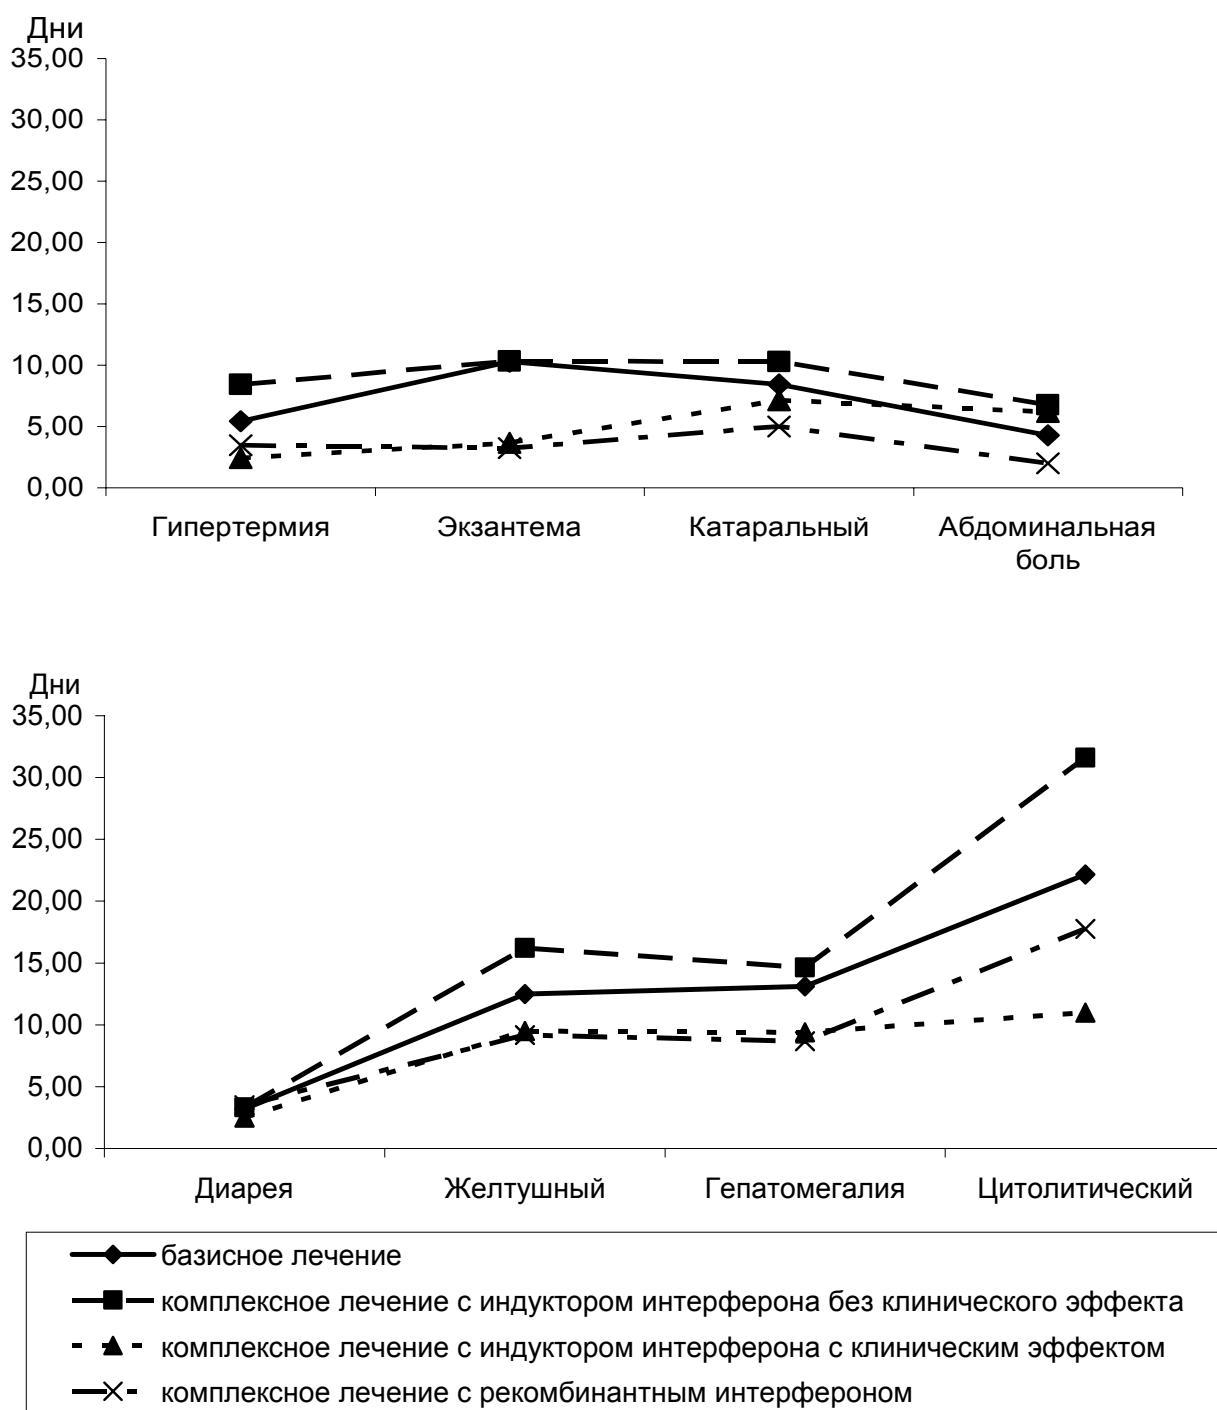 Дни
35,00
30,00
25,00
20,00
15,00
10,00
5,00
0,00
Гипертермия Экзантема Катаральный Абдоминальная
боль
Дни
35,00
30,00
25,00
20,00
15,00
10,00
5,00
0,00
Диарея Желтушный Гепатомегалия Цитолитический
базисное лечение
комплексное лечение с индуктором интерферона без клинического эффекта
комплексное лечение с индуктором интерферона с клиническим эффектом
комплексное лечение с рекомбинантным интерфероном